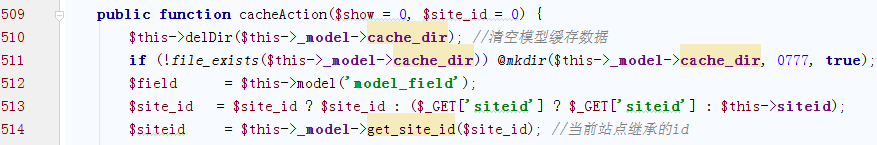 509 public function cacheAction($show = 0, $site_id = 0) {
510 $this->delDir($this->_model->cache_dir); //清空模型缓存数据
511 if (!file_exists($this->_model->cache_dir)) @mkdir($this->_model->cache_dir, 0777, true);
512 $field = $this->model('model_field');
513 $site_id = $site_id ? $site_id : ($_GET['siteid'] ? $_GET['siteid'] : $this->siteid);
514 $siteid = $this->_model->get_site_id($site_id); //当前站点继承的id